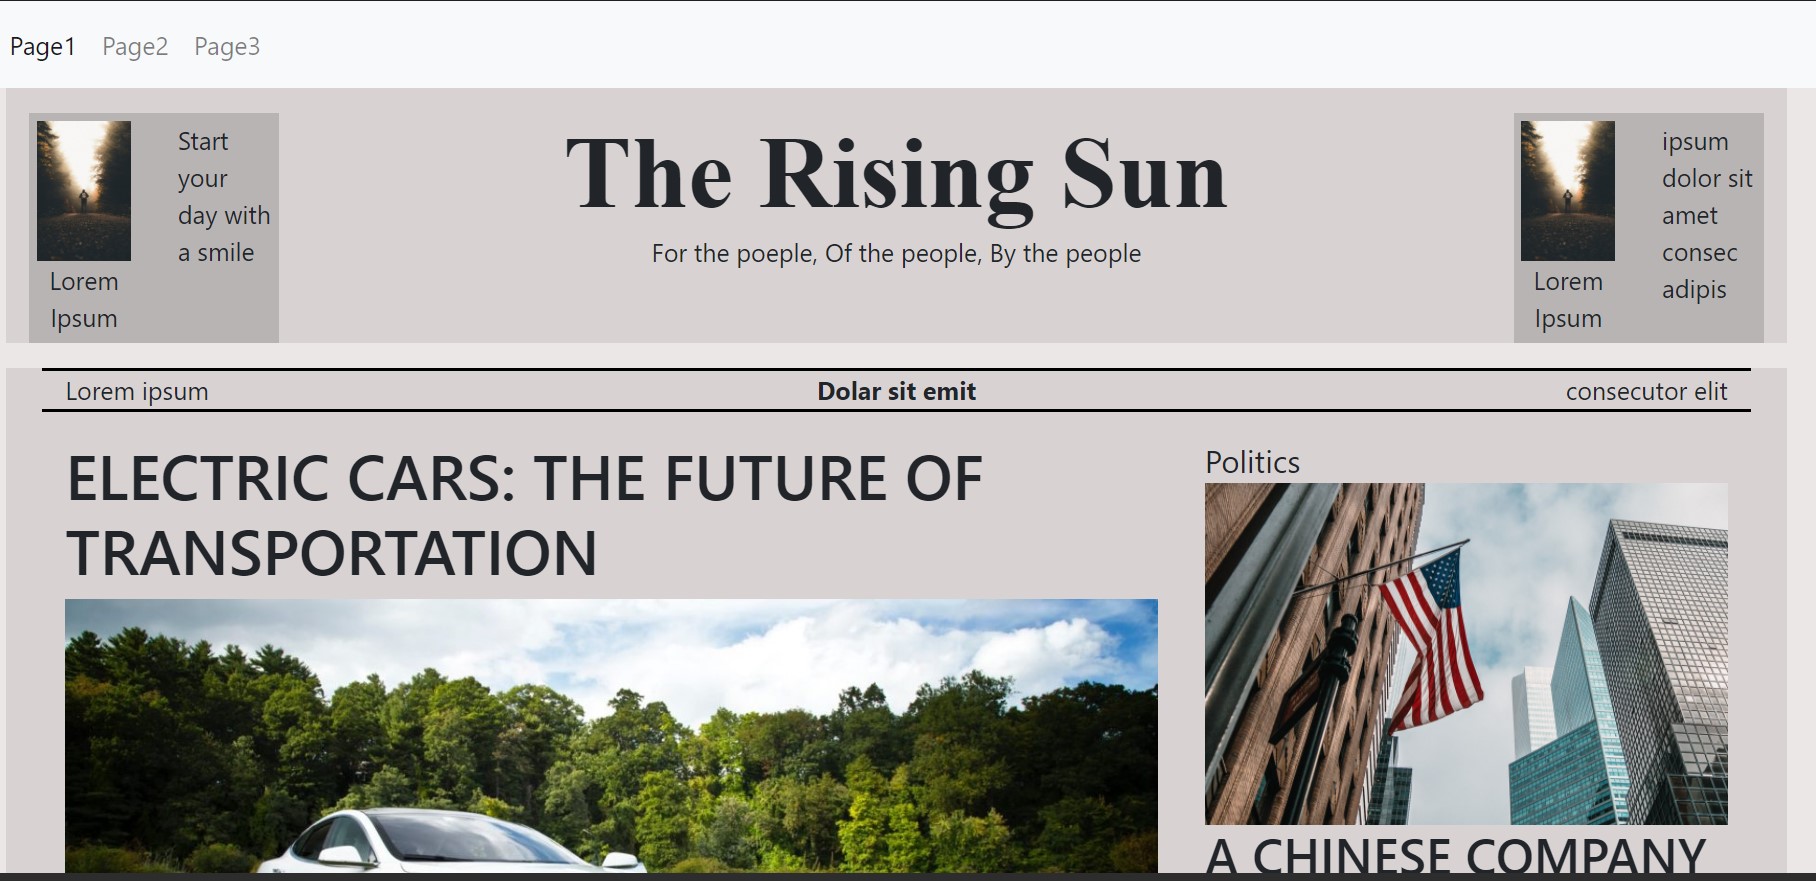 Page1 Page2 Page3
Start
your
day with
a smile
Lorem
Ipsum
The Rising Sun
For the poeple, Of the people, By the people
ipsum
dolor sit
amet
consec
adipis
Lorem
Ipsum
Lorem ipsum
Dolar sit emit
consecutor elit
ELECTRIC CARS: THE FUTURE OF
TRANSPORTATION
Politics
A CHINESE COMPANY